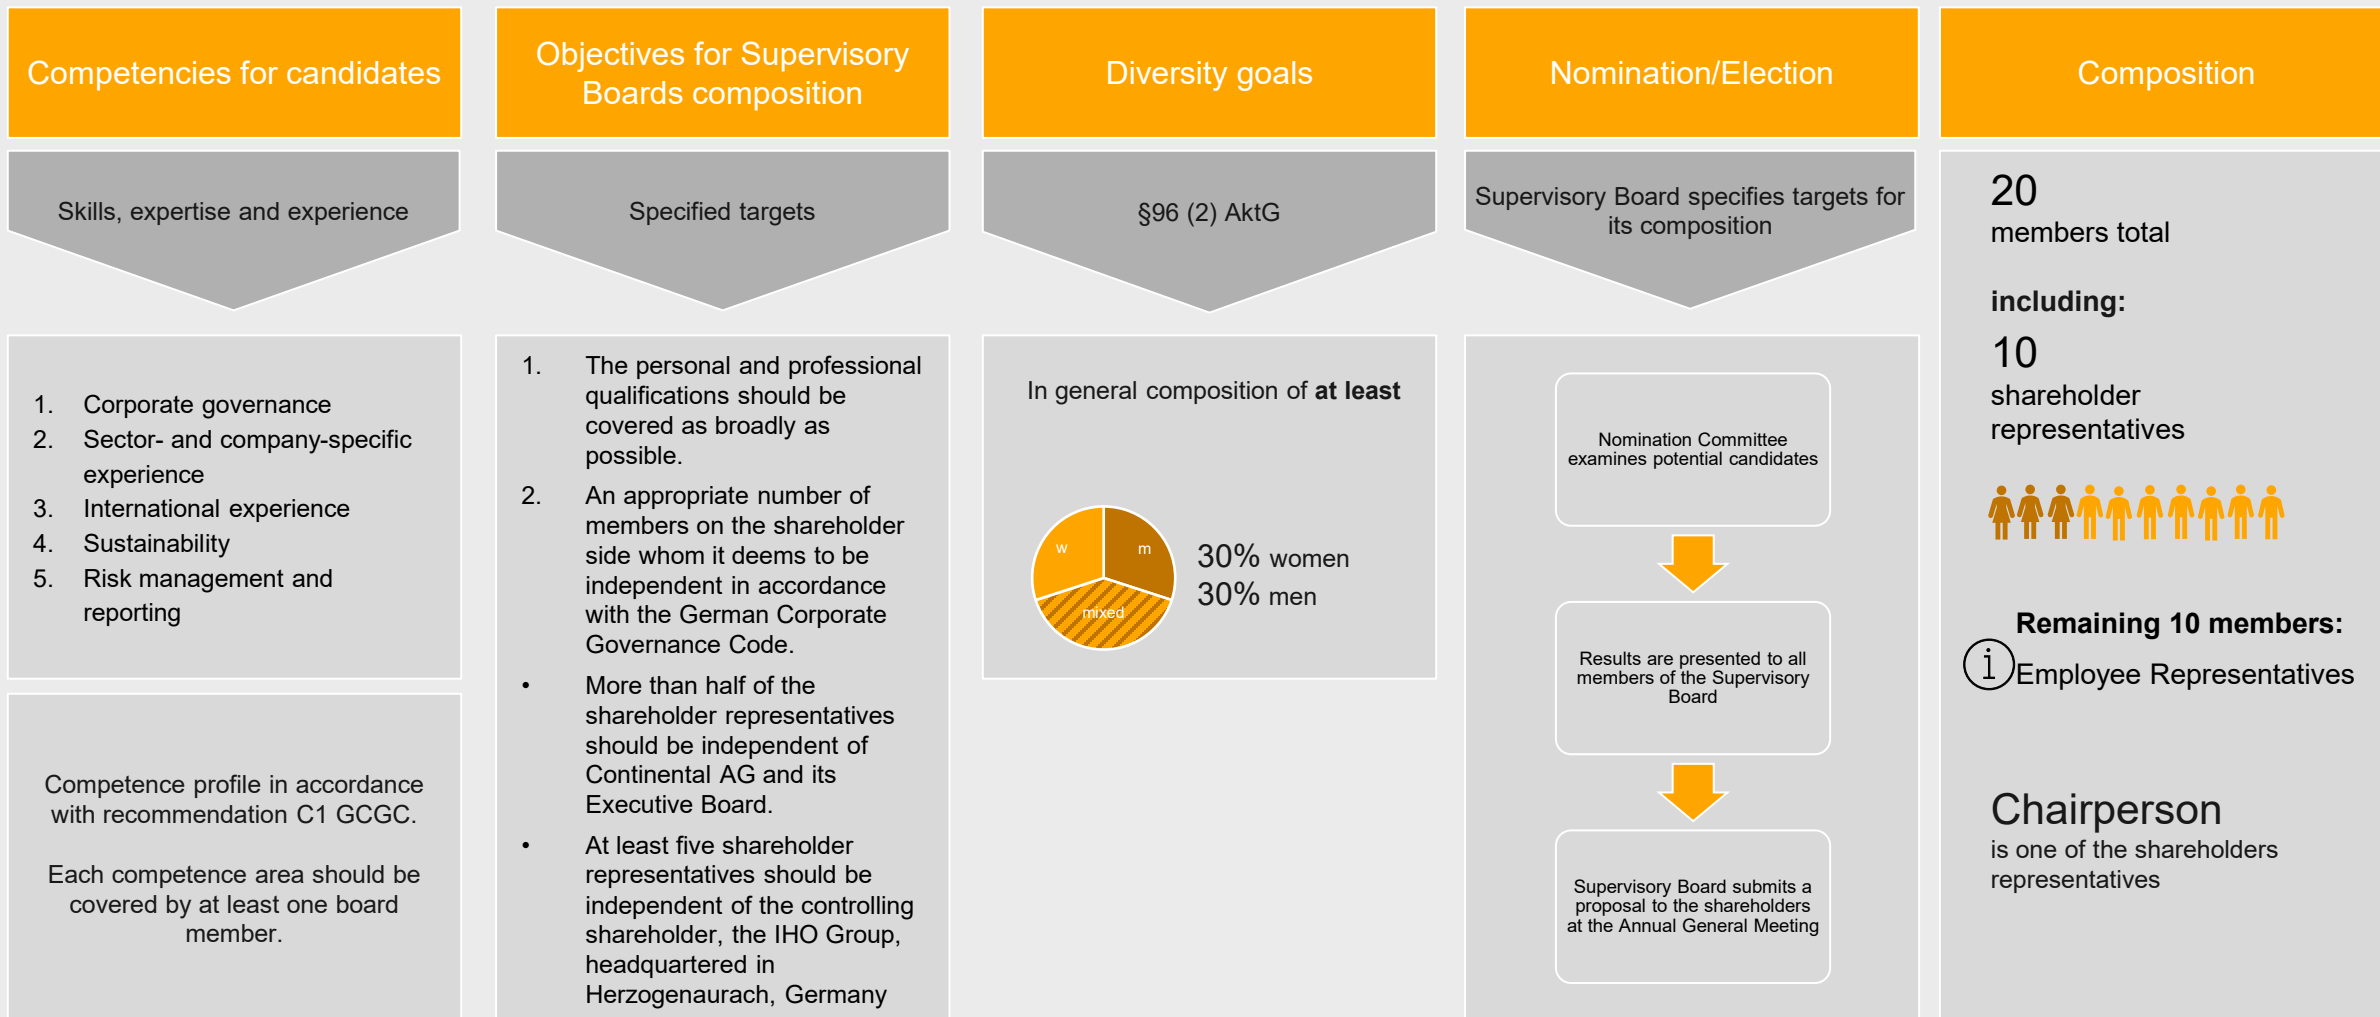 Competencies for candidates
Skills, expertise and experience
1. Corporate governance
2. Sector- and company-specific
experience
3. International experience
4. Sustainability
5. Risk management and
reporting
Competence profile in accordance
with recommendation C1 GCGC.
Each competence area should be
covered by at least one board
member.
Objectives for Supervisory
Boards composition
Specified targets
1. The personal and professional
qualifications should be
covered as broadly as
possible.
2. An appropriate number of
members on the shareholder
side whom it deems to be
independent in accordance
with the German Corporate
Governance Code.
• More than half of the
shareholder representatives
should be independent of
Continental AG and its
Executive Board.
• At least five shareholder
representatives should be
independent of the controlling
shareholder, the IHO Group,
headquartered in
Herzogenaurach, Germany
Diversity goals
§96 (2) AktG
In general composition of at least
w
m
mixed
30% women
30% men
Nomination/Election
Supervisory Board specifies targets for
its composition
Nomination Committee
examines potential candidates
Results are presented to all
members of the Supervisory
Board
Supervisory Board submits a
proposal to the shareholders
at the Annual General Meeting
Composition
20
members total
including:
10
shareholder
representatives
Remaining 10 members:
i
Employee Representatives
Chairperson
is one of the shareholders
representatives